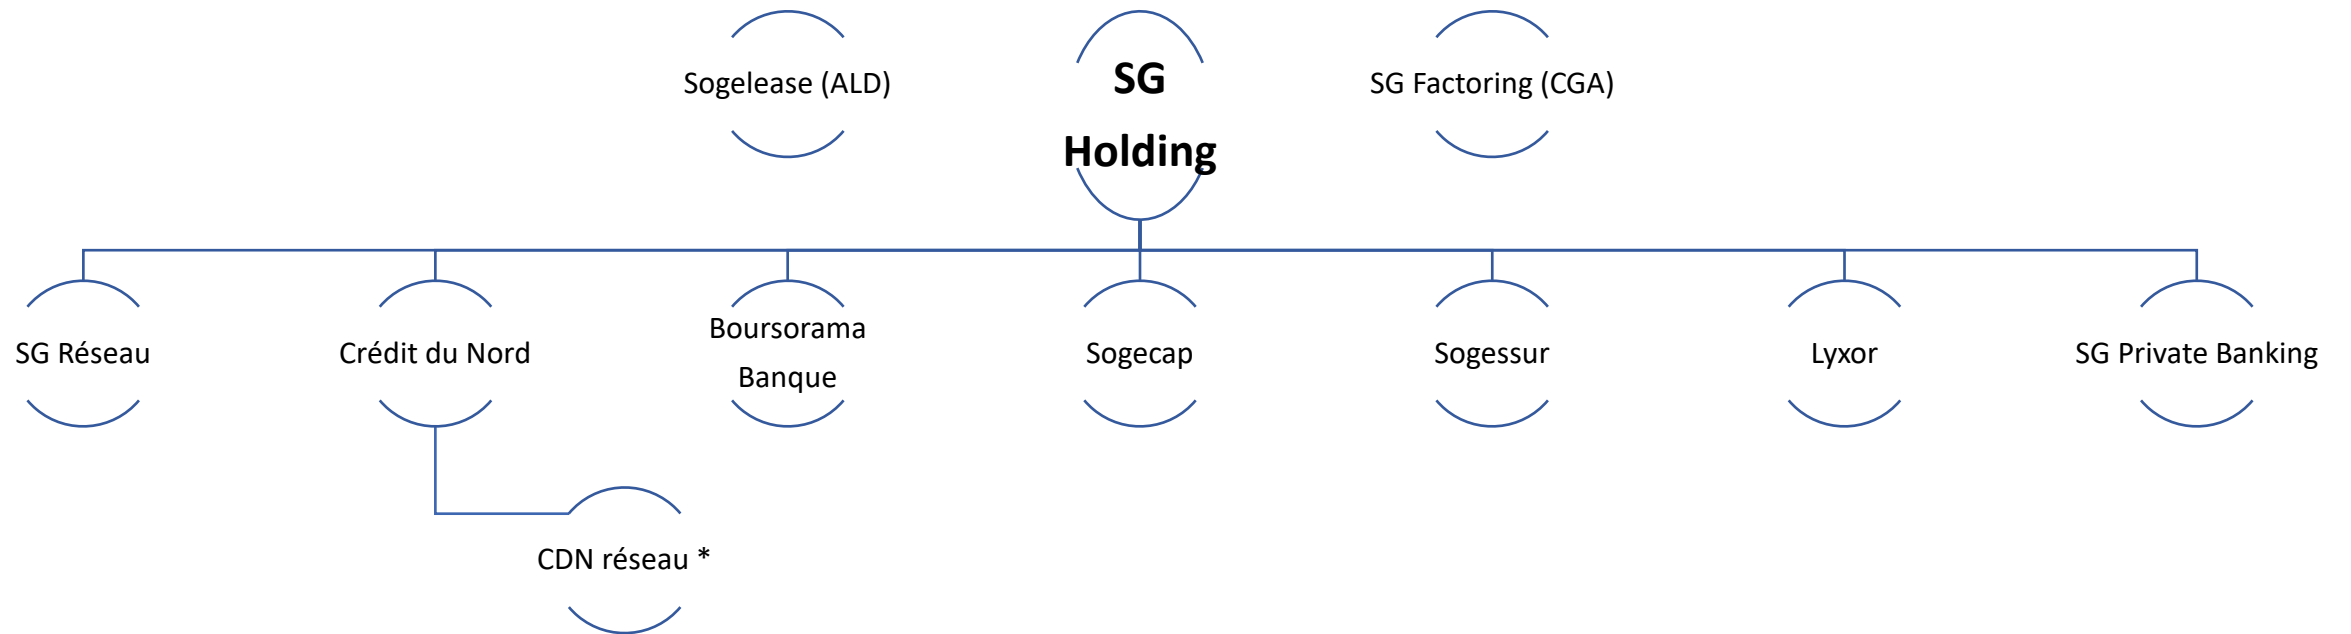 Sogelease (ALD)
SG
Holding
SG Factoring (CGA)
SG Réseau
Crédit du Nord
Boursorama
Banque
Sogecap
Sogessur
Lyxor
SG Private Banking
CDN réseau *